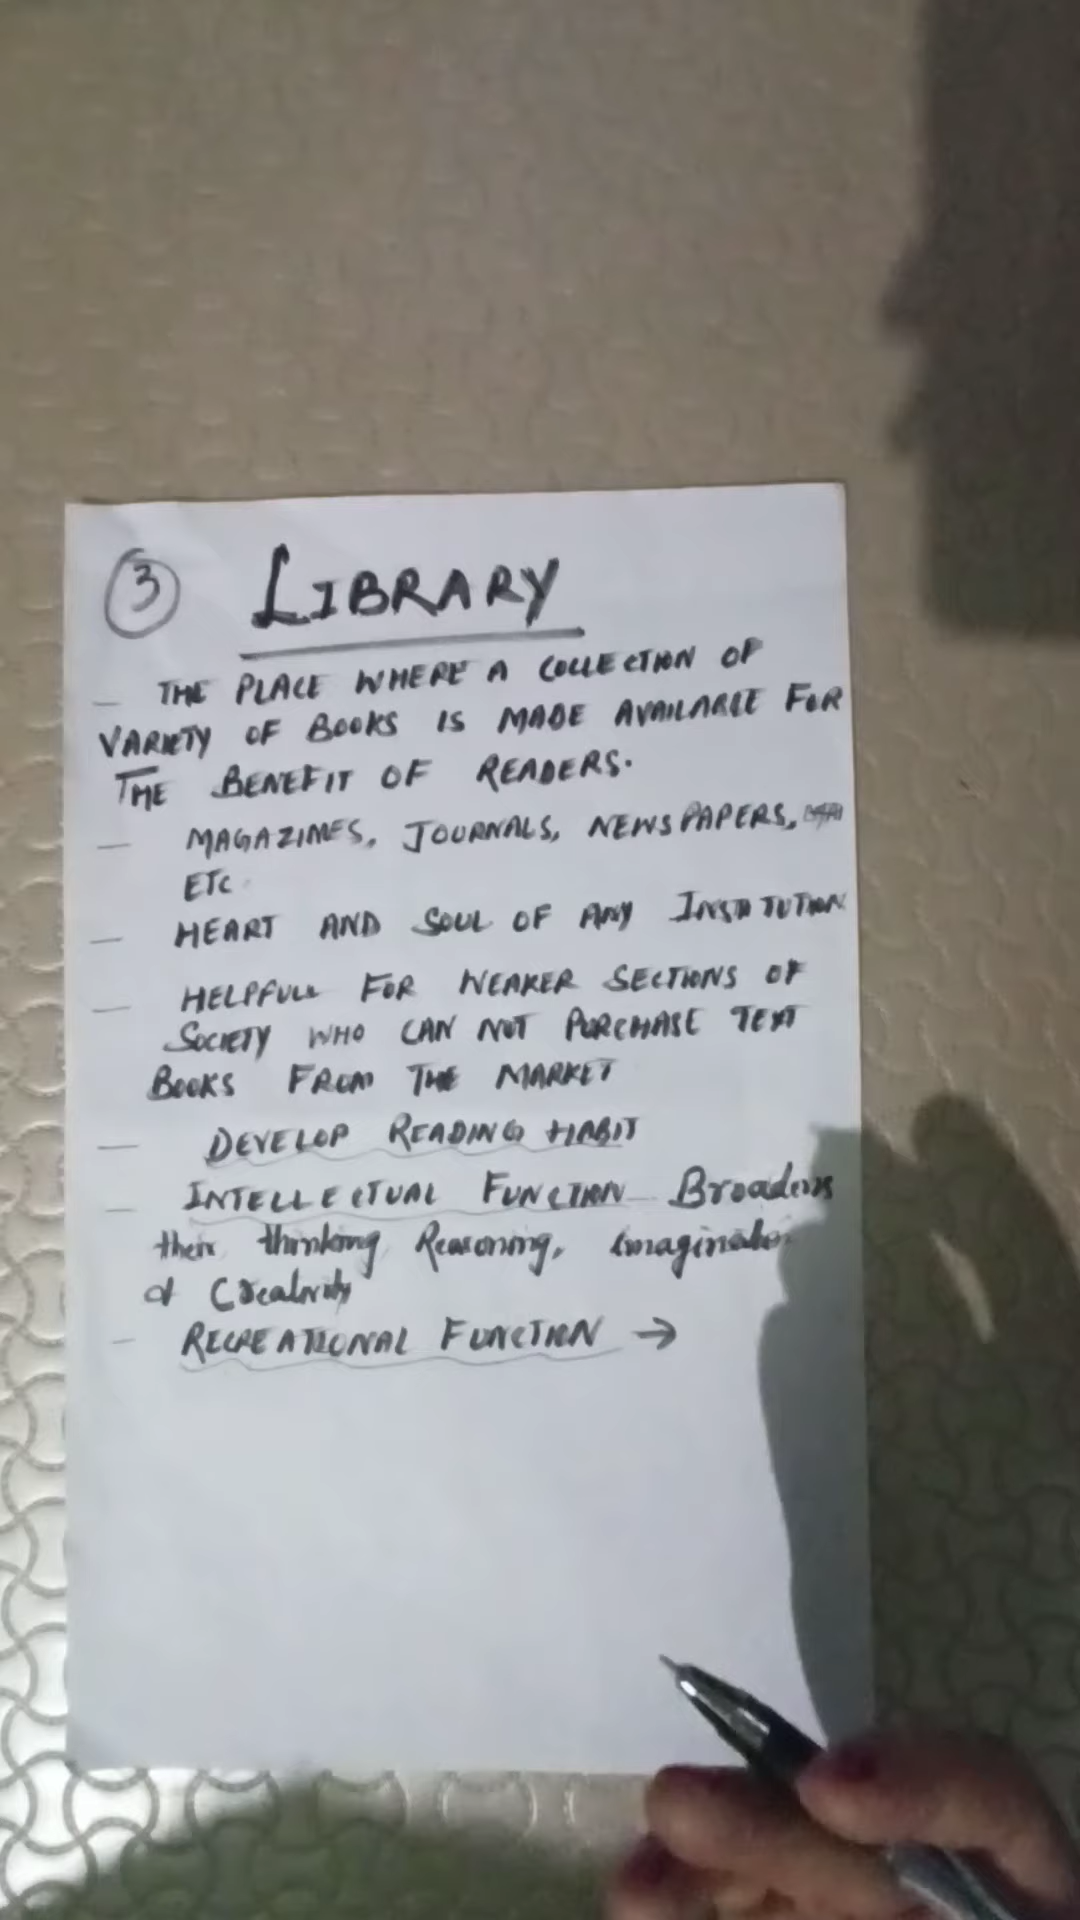 3 LIBRARY
— THE PLACE WHERE A COLLECTION OF
VARIETY OF BOOKS IS MADE AVAILABLE FOR
THE BENEFIT OF READERS.
— MAGAZIMES, JOURNALS, NEWSPAPERS,
ETC.
— HEART AND SOUL OF ANY INSTITUTION
— HELPFULL FOR WEAKER SECTIONS OF
SOCIETY WHO CAN NOT PURCHASE TEXT
BOOKS FROM THE MARKET
— DEVELOP READING HABIT
— INTELLECTUAL FUNCTION Broadens
their thinking, Reasoning, imagination
& Creativity
— RECREATIONAL FUNCTION →